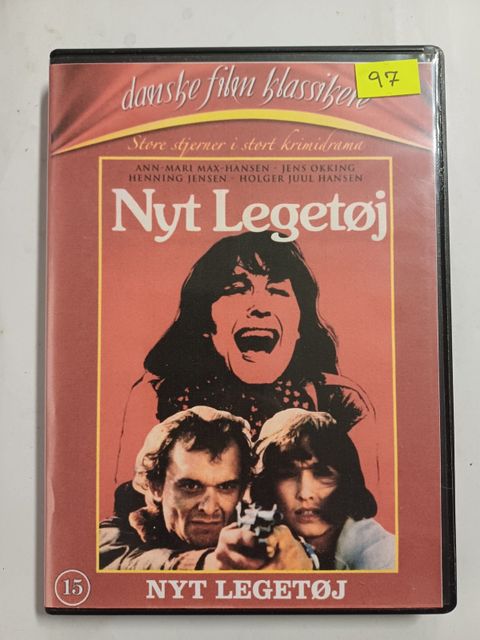 danske film klassikere
97
Store stjerner i stort krimidrama
ANN-MARI MAX-HANSEN - JENS OKKING
HENNING JENSEN - HOLGER JUUL HANSEN
Nyt Legetøj
15
NYT LEGETØJ